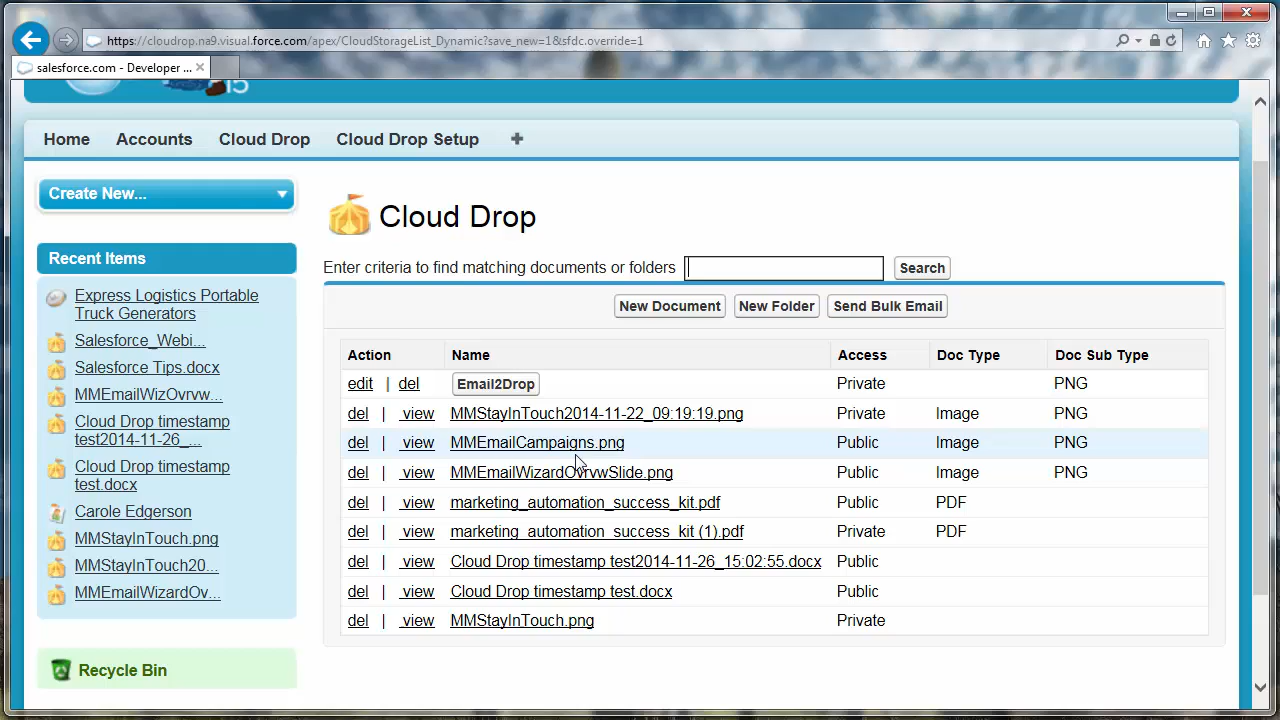 https://cloudrop.na9.visual.force.com/apex/CloudStorageList_Dynamic?save_new=1&sfdc.override=1
salesforce.com - Developer ...
15
Home Accounts Cloud Drop Cloud Drop Setup +
Create New...
Recent Items
Express Logistics Portable
Truck Generators
Salesforce_Webi...
Salesforce Tips.docx
MMEmailWizOvrvw...
Cloud Drop timestamp
test2014-11-26_...
Cloud Drop timestamp
test.docx
Carole Edgerson
MMStayInTouch.png
MMStayInTouch20...
MMEmailWizardOv...
Recycle Bin
Cloud Drop
Enter criteria to find matching documents or folders Search
New Document New Folder Send Bulk Email
Action Name Access Doc Type Doc Sub Type
edit | del Email2Drop Private PNG
del | view MMStayInTouch2014-11-22_09:19:19.png Private Image PNG
del | view MMEmailCampaigns.png Public Image PNG
del | view MMEmailWizardOvrvwSlide.png Public Image PNG
del | view marketing_automation_success_kit.pdf Public PDF
del | view marketing_automation_success_kit (1).pdf Private PDF
del | view Cloud Drop timestamp test2014-11-26_15:02:55.docx Public
del | view Cloud Drop timestamp test.docx Public
del | view MMStayInTouch.png Private